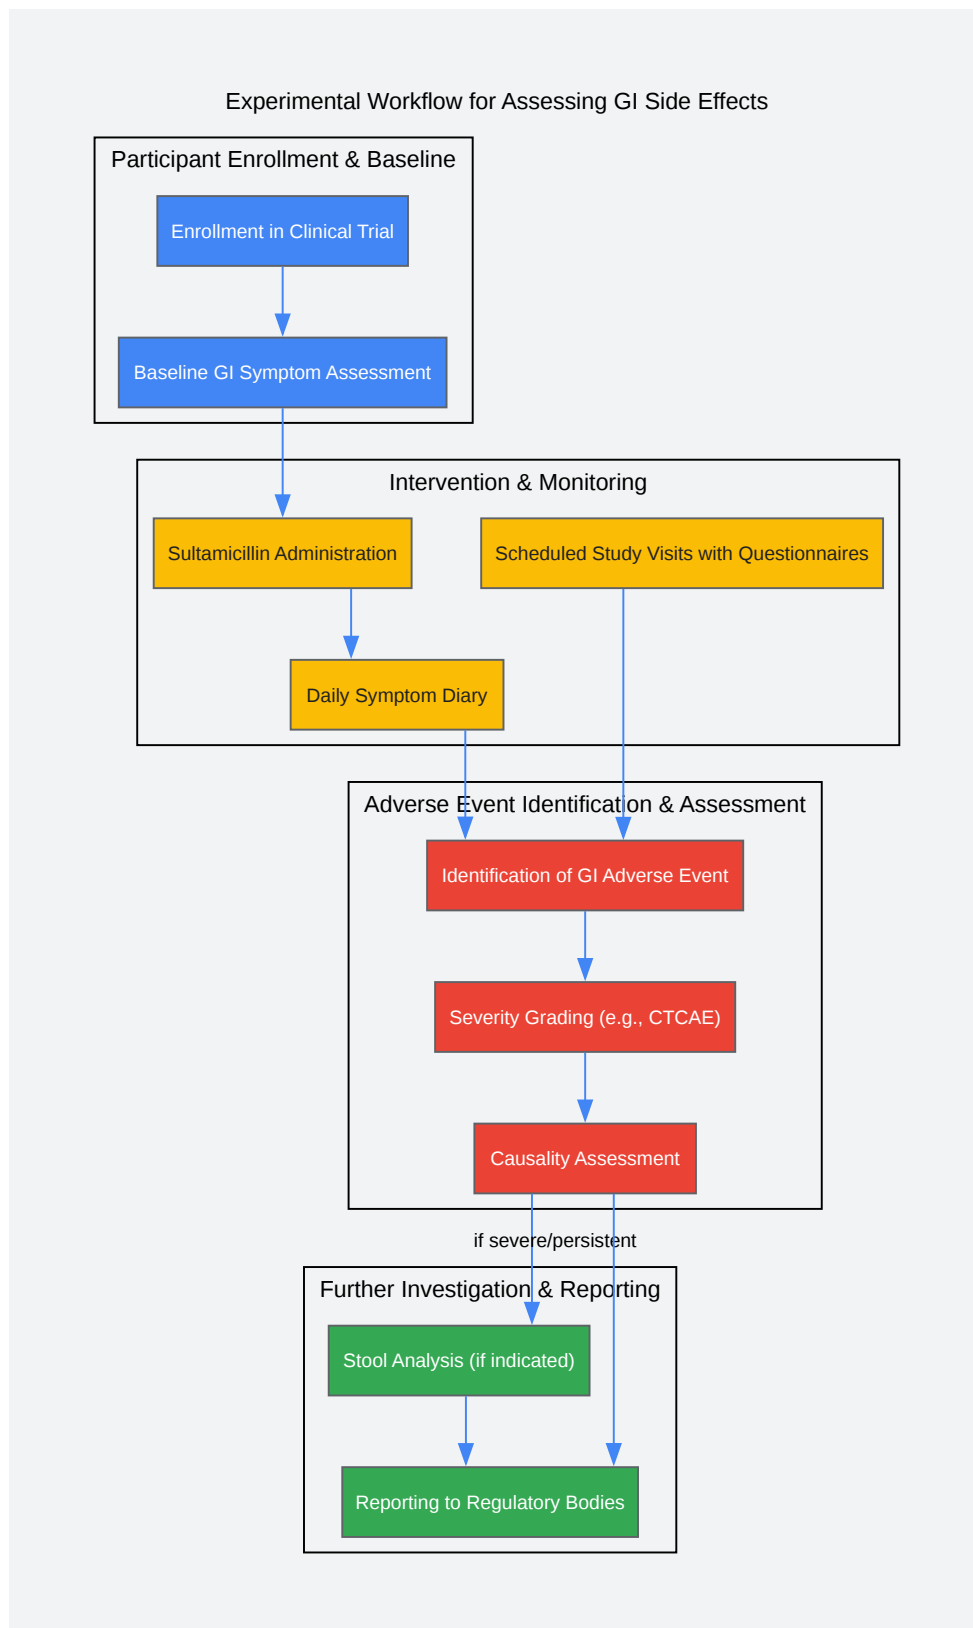 Experimental Workflow for Assessing GI Side Effects
Participant Enrollment & Baseline
Enrollment in Clinical Trial
Baseline GI Symptom Assessment
Intervention & Monitoring
Sultamicillin Administration
Scheduled Study Visits with Questionnaires
Daily Symptom Diary
Adverse Event Identification & Assessment
Identification of GI Adverse Event
Severity Grading (e.g., CTCAE)
Causality Assessment
if severe/persistent
Further Investigation & Reporting
Stool Analysis (if indicated)
Reporting to Regulatory Bodies